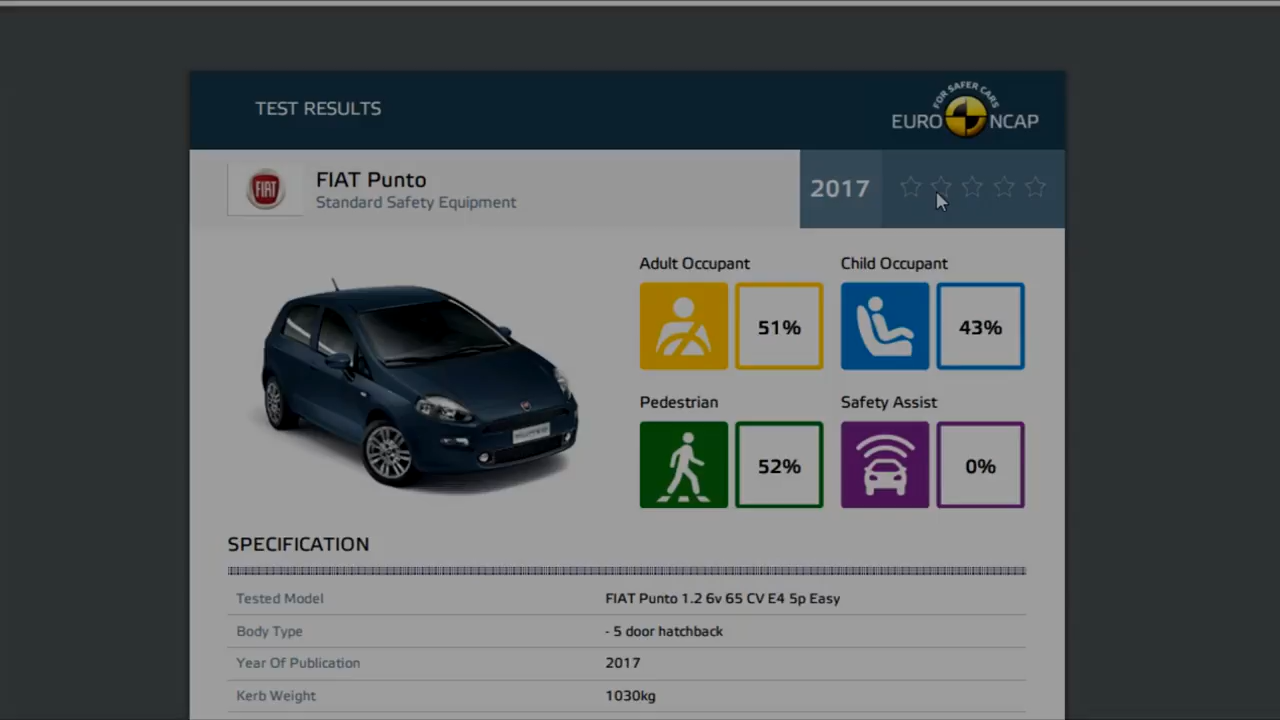 TEST RESULTS
FOR SAFER CARS
EURO NCAP
FIAT
FIAT Punto
Standard Safety Equipment
2017
Adult Occupant
Child Occupant
51%
43%
Pedestrian
Safety Assist
52%
0%
SPECIFICATION
Tested Model FIAT Punto 1.2 6v 65 CV E4 5p Easy
Body Type - 5 door hatchback
Year Of Publication 2017
Kerb Weight 1030kg